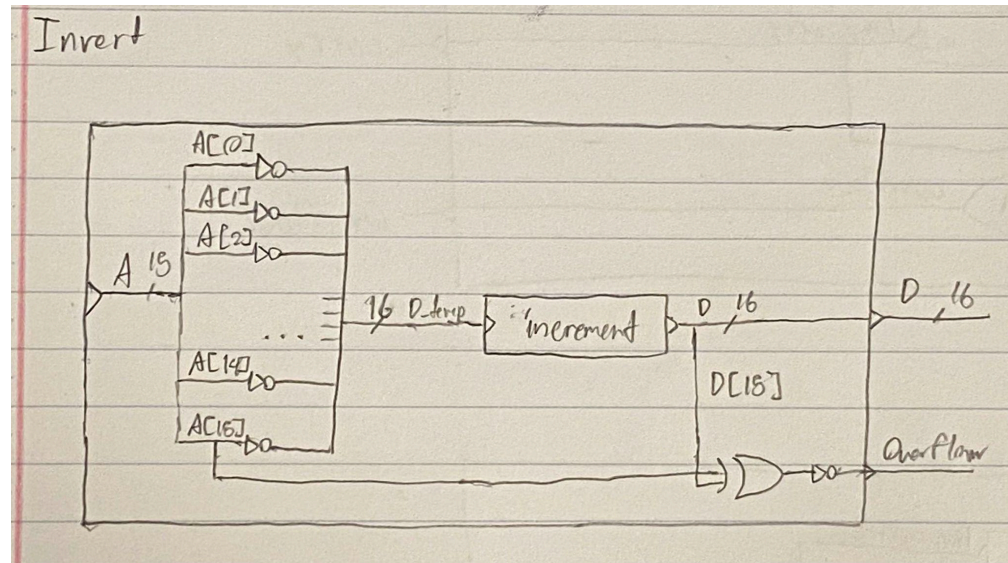 Invert
A[0]
A[1]
A[2]
A 15
16 D_temp
increment
D 16
D 16
...
A[14]
D[15]
A[15]
Overflow